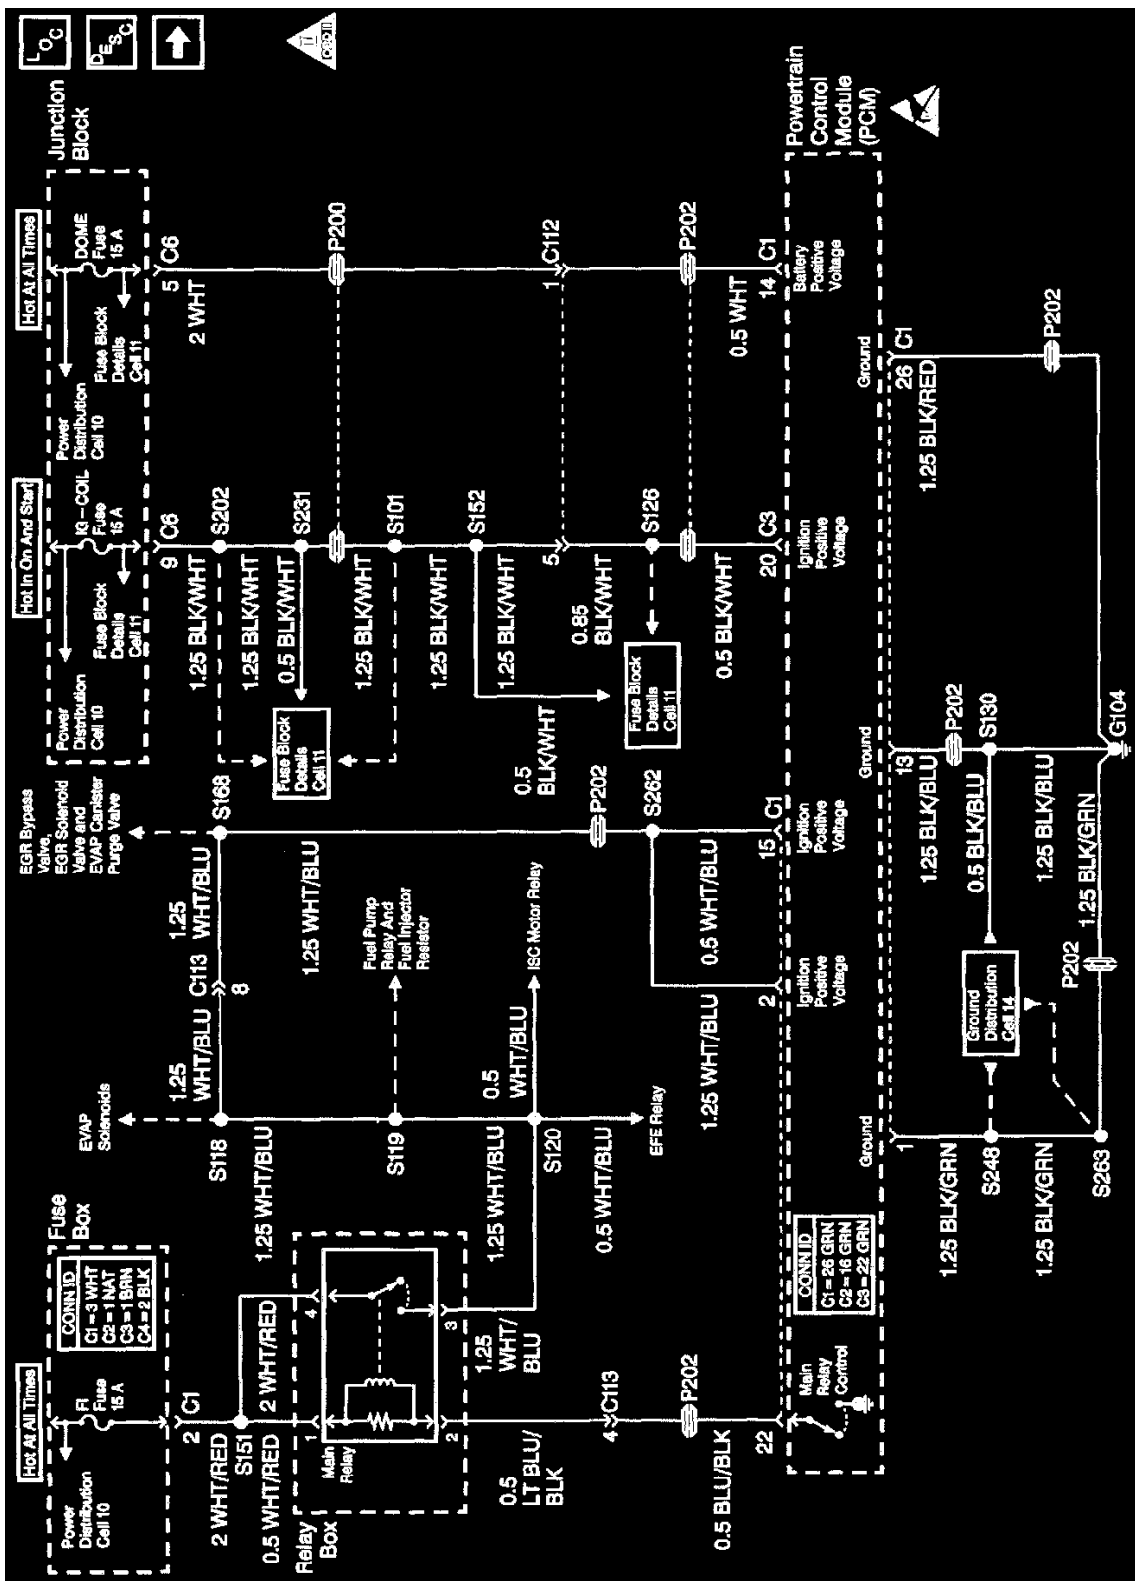 LOC
DESC
II
OBD II
Hot At All Times
Power
Distribution
Cell 10
FI
Fuse
15 A
CONN ID
C1=3 WHT
C2=1 NAT
C3=1 BRN
C4=2 BLK
Fuse
Box
2
C1
2 WHT/RED
S151
0.5 WHT/RED
2 WHT/RED
Relay
Box
Main
Relay
1
4
2
3
0.5
LT BLU/
BLK
1.25
WHT/
BLU
4
C113
P202
0.5 BLU/BLK
22
Main
Relay
Control
CONN ID
C1=26 GRN
C2=16 GRN
C3=22 GRN
EVAP
Solenoids
S118
1.25 WHT/BLU
S119
1.25 WHT/BLU
S120
0.5 WHT/BLU
EFE Relay
1.25
WHT/BLU
C113
8
1.25
WHT/BLU
Fuel Pump
Relay And
Fuel Injector
Resistor
0.5
WHT/BLU
ISC Motor Relay
EGR Bypass
Valve,
EGR Solenoid
Valve and
EVAP Canister
Purge Valve
S168
1.25 WHT/BLU
P202
S262
1.25 WHT/BLU
0.5 WHT/BLU
2
15
C1
Ignition
Positive
Voltage
Ignition
Positive
Voltage
Hot In On And Start
Power
Distribution
Cell 10
Fuse Block
Details
Cell 11
IG-COIL
Fuse
15 A
9
C6
1.25 BLK/WHT
S202
1.25 BLK/WHT
S231
0.5 BLK/WHT
Fuse Block
Details
Cell 11
1.25 BLK/WHT
S101
1.25 BLK/WHT
S152
1.25 BLK/WHT
0.5
BLK/WHT
5
0.85
BLK/WHT
S126
Fuse Block
Details
Cell 11
0.5 BLK/WHT
20
C3
Ignition
Positive
Voltage
Hot At All Times
Power
Distribution
Cell 10
Fuse Block
Details
Cell 11
DOME
Fuse
15 A
Junction
Block
5
C6
2 WHT
P200
1
C112
P202
0.5 WHT
14
C1
Battery
Positive
Voltage
Powertrain
Control
Module
(PCM)
Ground
1
1.25 BLK/GRN
S248
1.25 BLK/GRN
S263
Ground
Distribution
Cell 14
P202
1.25 BLK/GRN
Ground
13
1.25 BLK/BLU
P202
0.5 BLK/BLU
S130
1.25 BLK/BLU
G104
Ground
26
C1
1.25 BLK/RED
P202